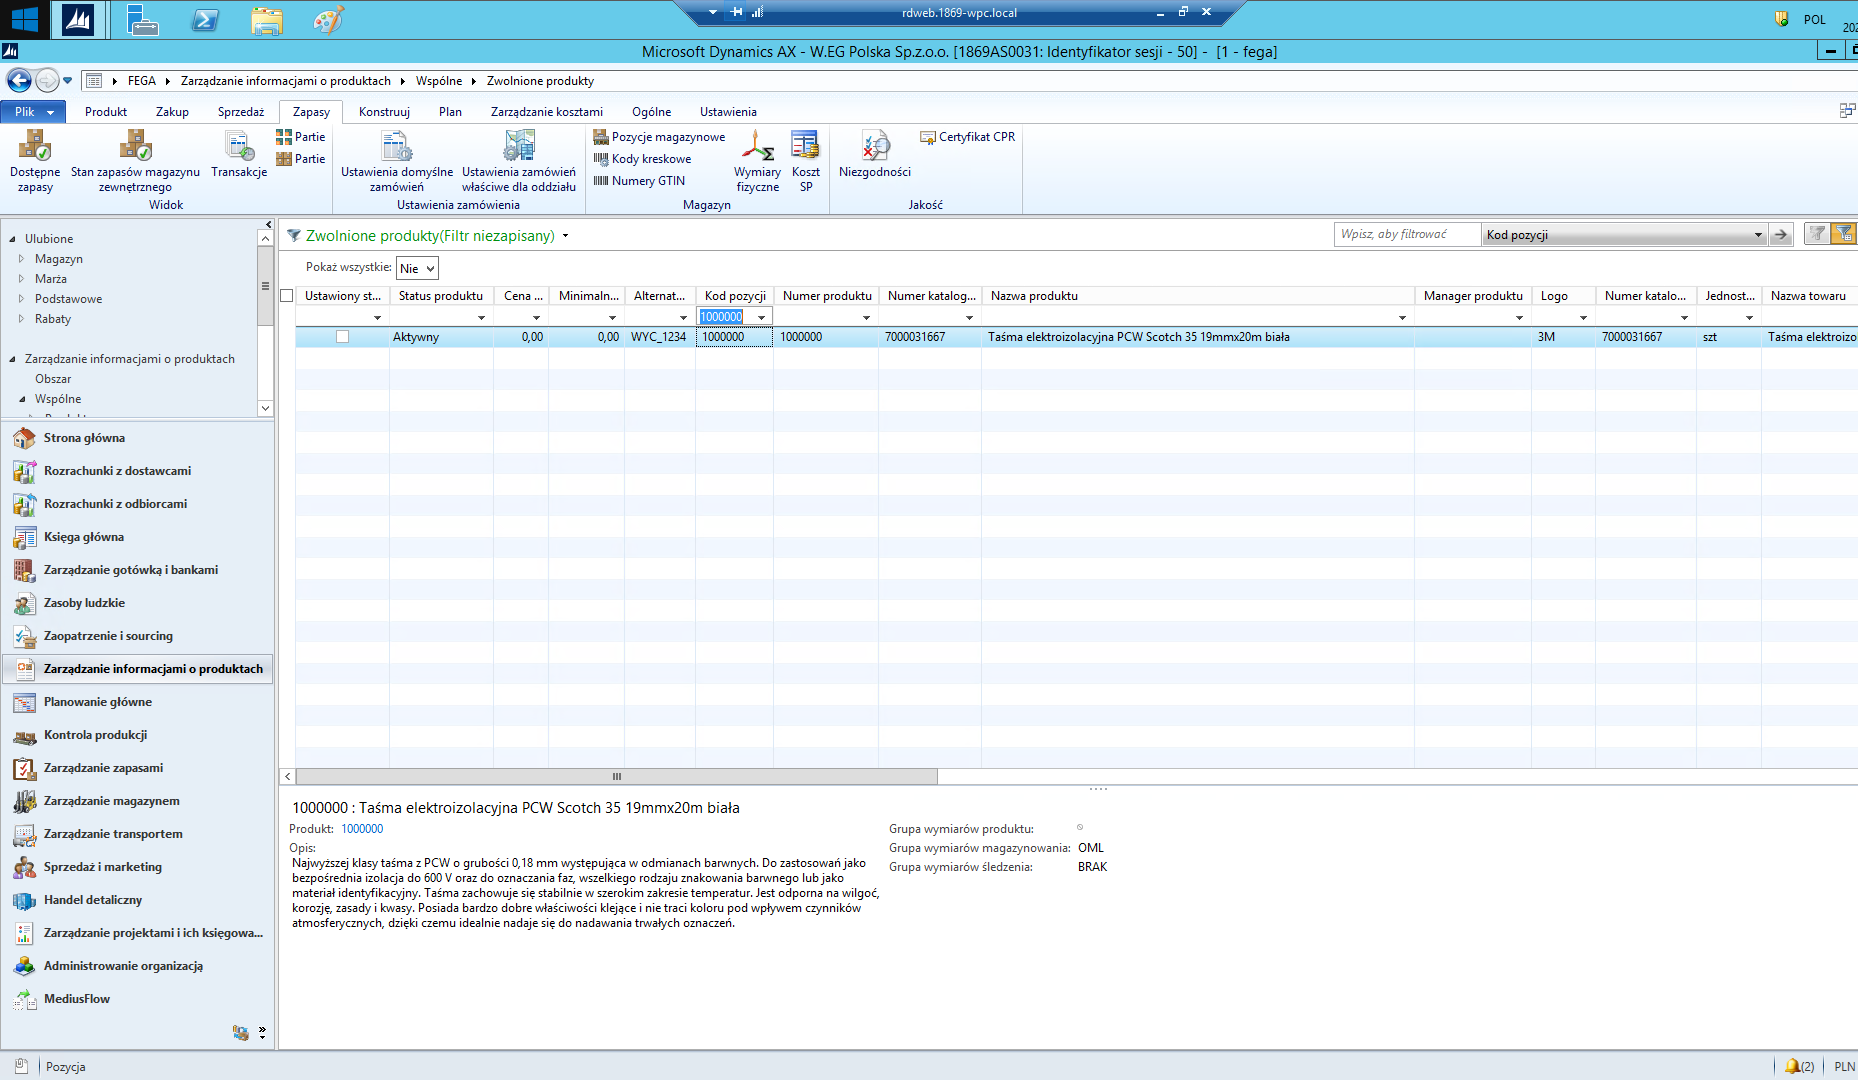 rdweb.1869-wpc.local
POL
202
Microsoft Dynamics AX - W.EG Polska Sp.z.o.o. [1869AS0031: Identyfikator sesji - 50] - [1 - fega]
FEGA Zarządzanie informacjami o produktach Wspólne Zwolnione produkty
Plik Produkt Zakup Sprzedaż Zapasy Konstruuj Plan Zarządzanie kosztami Ogólne Ustawienia
Dostępne zapasy
Stan zapasów magazynu zewnętrznego
Transakcje
Partie
Partie
Widok
Ustawienia domyślne zamówień
Ustawienia zamówień właściwe dla oddziału
Ustawienia zamówienia
Pozycje magazynowe
Kody kreskowe
Numery GTIN
Wymiary fizyczne
Koszt SP
Magazyn
Niezgodności
Certyfikat CPR
Jakość
Ulubione
Magazyn
Marża
Podstawowe
Rabaty
Zarządzanie informacjami o produktach
Obszar
Wspólne
Strona główna
Rozrachunki z dostawcami
Rozrachunki z odbiorcami
Księga główna
Zarządzanie gotówką i bankami
Zasoby ludzkie
Zaopatrzenie i sourcing
Zarządzanie informacjami o produktach
Planowanie główne
Kontrola produkcji
Zarządzanie zapasami
Zarządzanie magazynem
Zarządzanie transportem
Sprzedaż i marketing
Handel detaliczny
Zarządzanie projektami i ich księgowa...
Administrowanie organizacją
MediusFlow
Zwolnione produkty(Filtr niezapisany)
Wpisz, aby filtrować
Kod pozycji
Pokaż wszystkie: Nie
Ustawiony st... Status produktu Cena ... Minimaln... Alternat... Kod pozycji Numer produktu Numer katalog... Nazwa produktu Manager produktu Logo Numer katalo... Jednost... Nazwa towaru
1000000
Aktywny 0,00 0,00 WYC_1234 1000000 1000000 7000031667 Taśma elektroizolacyjna PCW Scotch 35 19mmx20m biała 3M 7000031667 szt Taśma elektroizo
1000000 : Taśma elektroizolacyjna PCW Scotch 35 19mmx20m biała
Produkt: 1000000
Opis:
Najwyższej klasy taśma z PCW o grubości 0,18 mm występująca w odmianach barwnych. Do zastosowań jako
bezpośrednia izolacja do 600 V oraz do oznaczania faz, wszelkiego rodzaju znakowania barwnego lub jako
materiał identyfikacyjny. Taśma zachowuje się stabilnie w szerokim zakresie temperatur. Jest odporna na wilgoć,
korozję, zasady i kwasy. Posiada bardzo dobre właściwości klejące i nie traci koloru pod wpływem czynników
atmosferycznych, dzięki czemu idealnie nadaje się do nadawania trwałych oznaczeń.
Grupa wymiarów produktu:
Grupa wymiarów magazynowania: OML
Grupa wymiarów śledzenia: BRAK
Pozycja
(2)
PLN